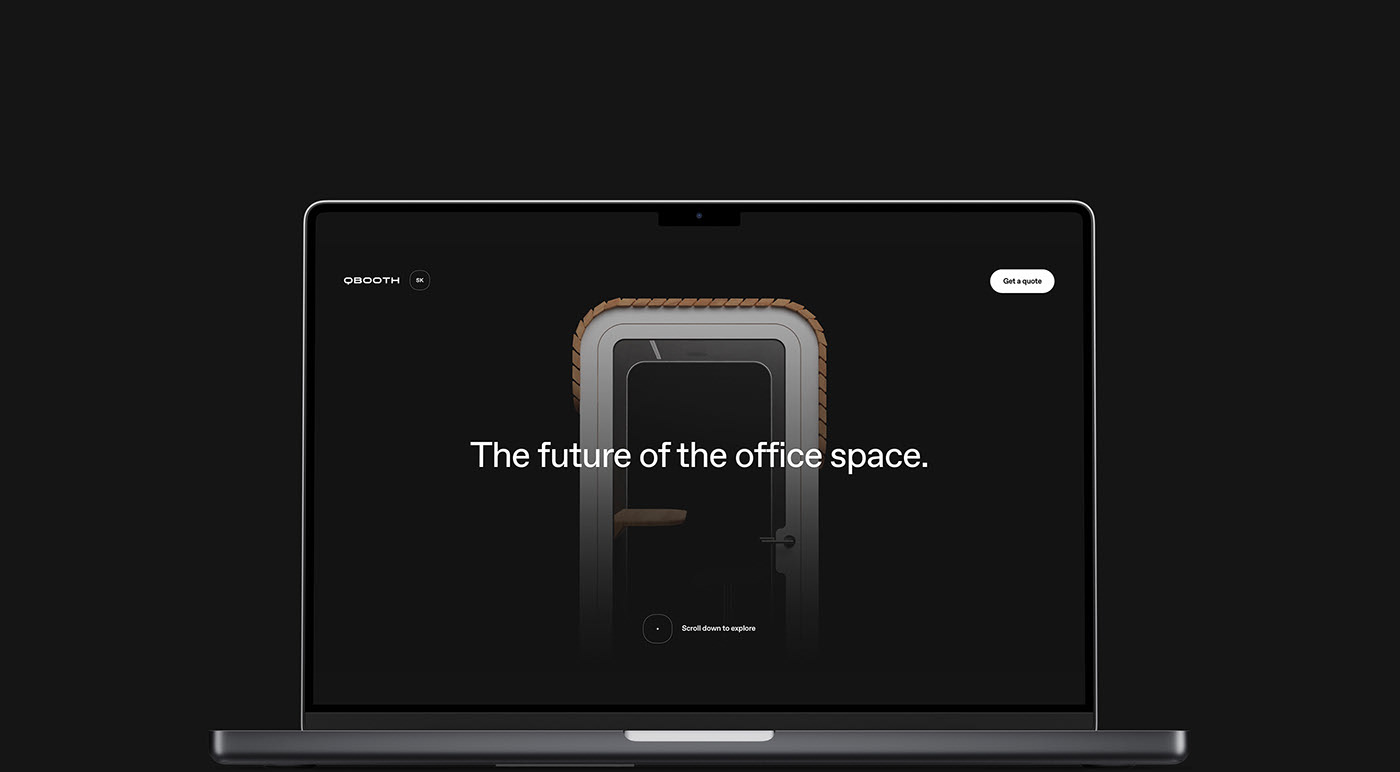 QBOOTH
SK
Get a quote
The future of the office space.
Scroll down to explore